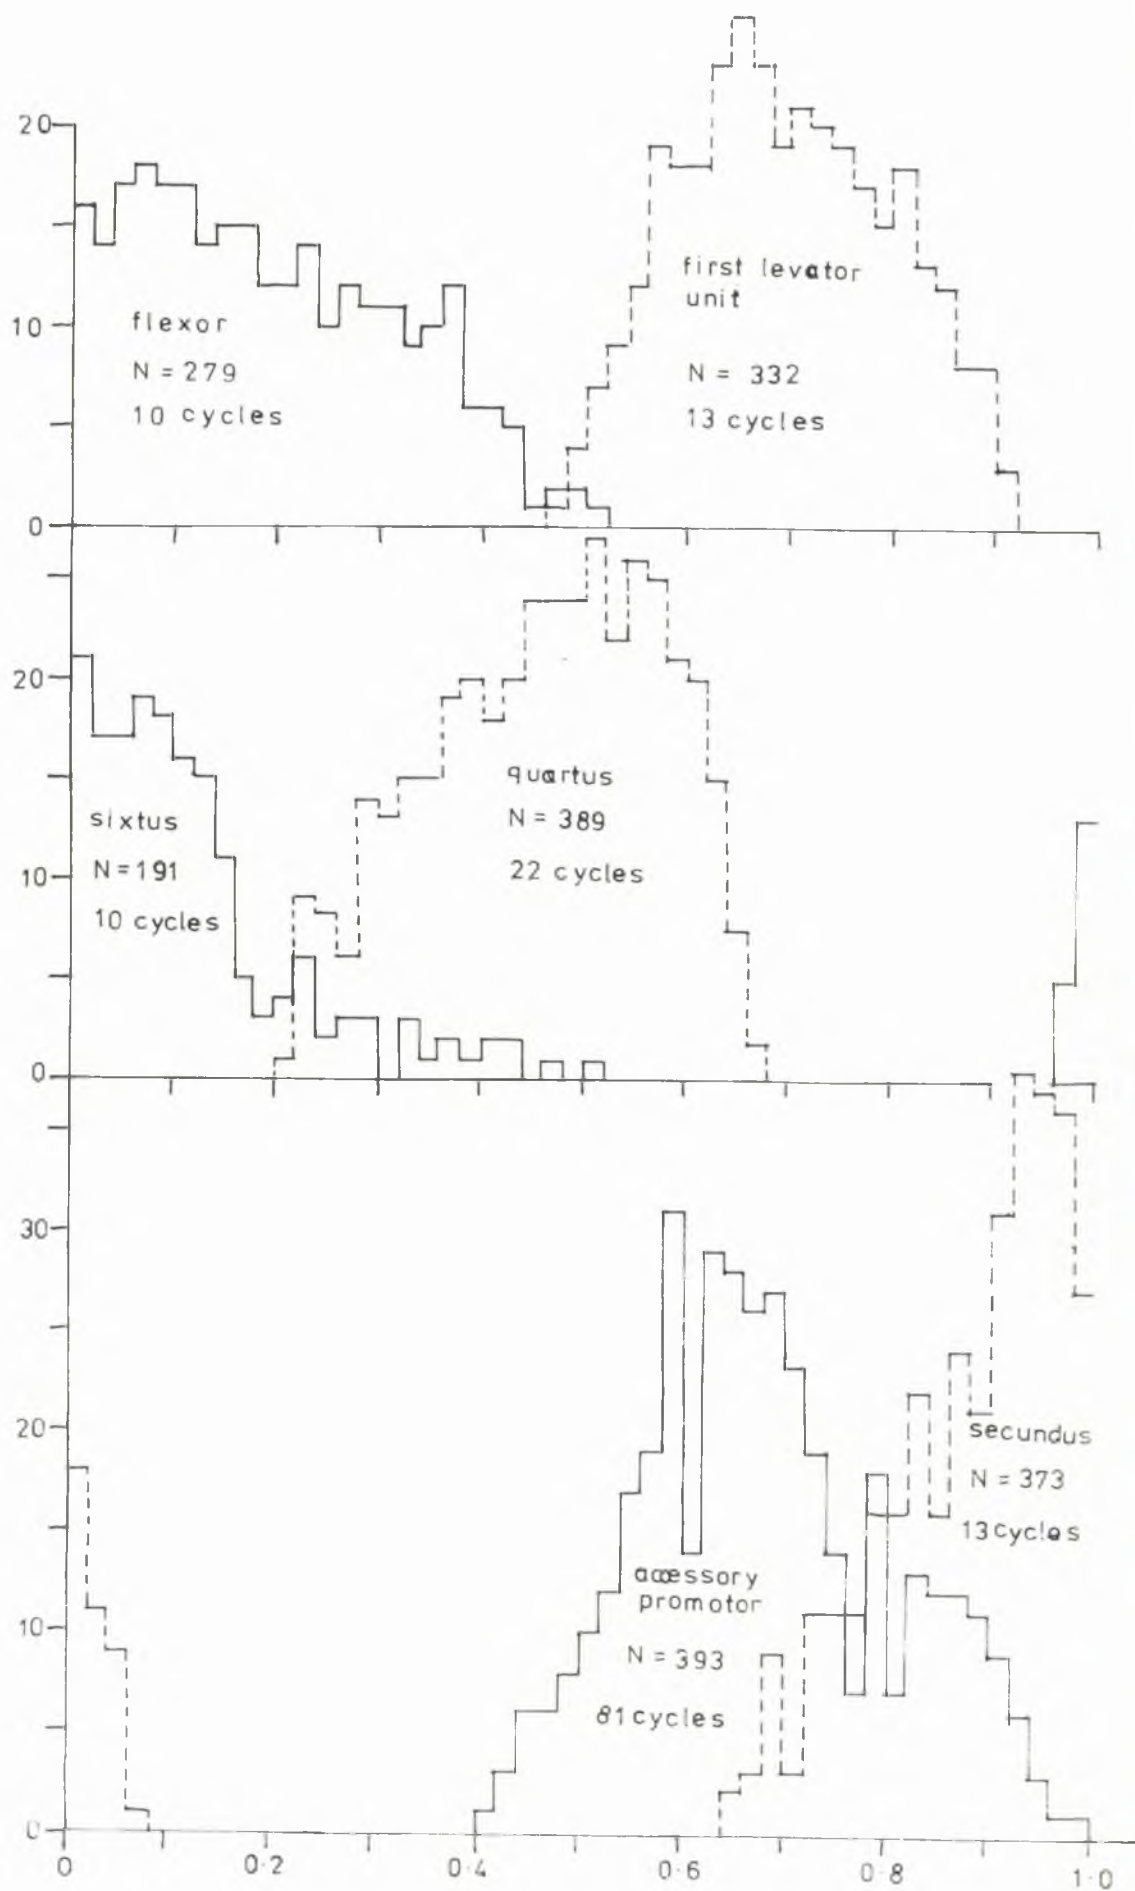 20
10
0
flexor
N = 279
10 cycles
first levator
unit
N = 332
13 cycles
20
10
0
sixtus
N = 191
10 cycles
quartus
N = 389
22 cycles
30
20
10
0
accessory
promotor
N = 393
81 cycles
secundus
N = 373
13 cycles
0 0·2 0·4 0·6 0·8 1·0